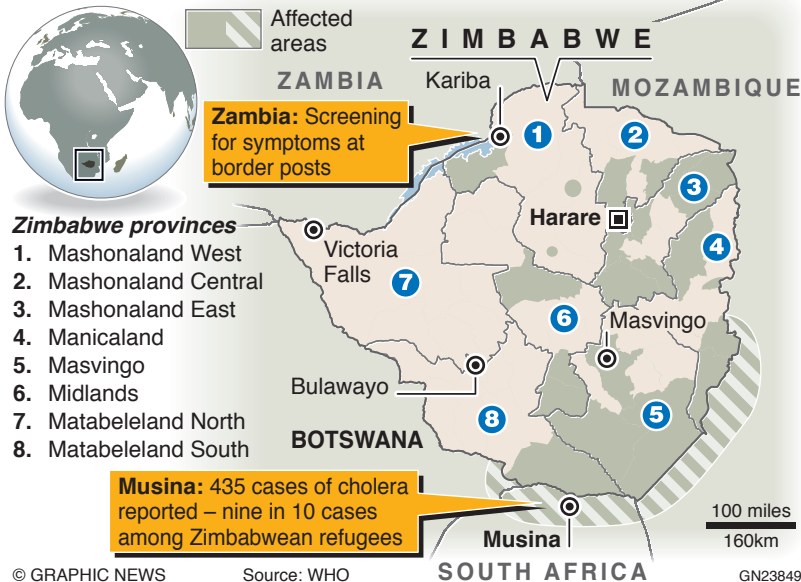 Affected
areas
Z I M B A B W E
ZAMBIA
Kariba
MOZAMBIQUE
Zambia: Screening
for symptoms at
border posts
1
2
3
Harare
4
Zimbabwe provinces
1. Mashonaland West
2. Mashonaland Central
3. Mashonaland East
4. Manicaland
5. Masvingo
6. Midlands
7. Matabeleland North
8. Matabeleland South
Victoria
Falls
7
6
Masvingo
Bulawayo
8
5
BOTSWANA
Musina: 435 cases of cholera
reported – nine in 10 cases
among Zimbabwean refugees
100 miles
160km
Musina
SOUTH AFRICA
© GRAPHIC NEWS
Source: WHO
GN23849